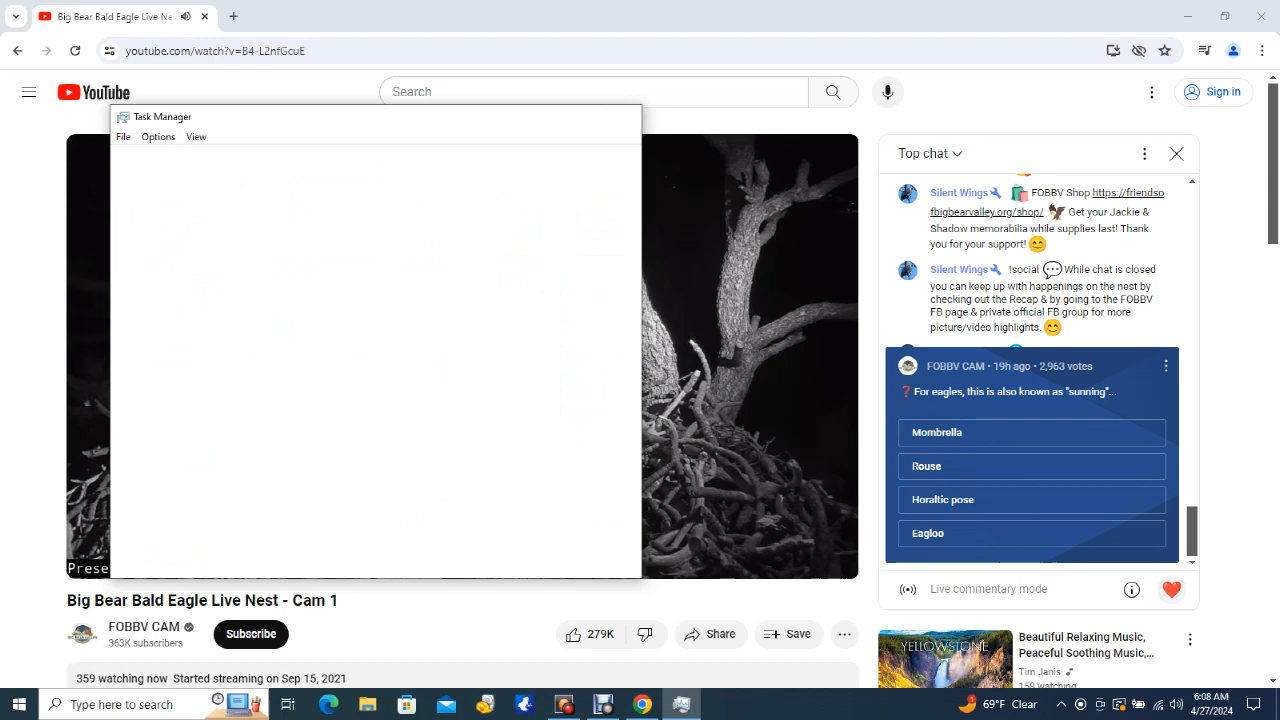 Big Bear Bald Eagle Live Ne
youtube.com/watch?v=B4-L2nfGcuE
YouTube
Search
Sign in
Task Manager
File Options View
Prese
Top chat
Silent Wings FOBBV Shop https://friendso
fbigbearvalley.org/shop/ Get your Jackie &
Shadow memorabilia while supplies last! Thank
you for your support!
Silent Wings !social While chat is closed
you can keep up with happenings on the nest by
checking out the Recap & by going to the FOBBV
FB page & private official FB group for more
picture/video highlights.
FOBBV CAM • 19h ago • 2,963 votes
❓For eagles, this is also known as "sunning"...
Mombrella
Rouse
Horaltic pose
Eagloo
Live commentary mode
Big Bear Bald Eagle Live Nest - Cam 1
FOBBV CAM
363K subscribers
Subscribe
279K
Share
Save
359 watching now Started streaming on Sep 15, 2021
YELLOWSTONE
Beautiful Relaxing Music,
Peaceful Soothing Music,...
Tim Janis
158 watching
Type here to search
69°F Clear
6:08 AM
4/27/2024